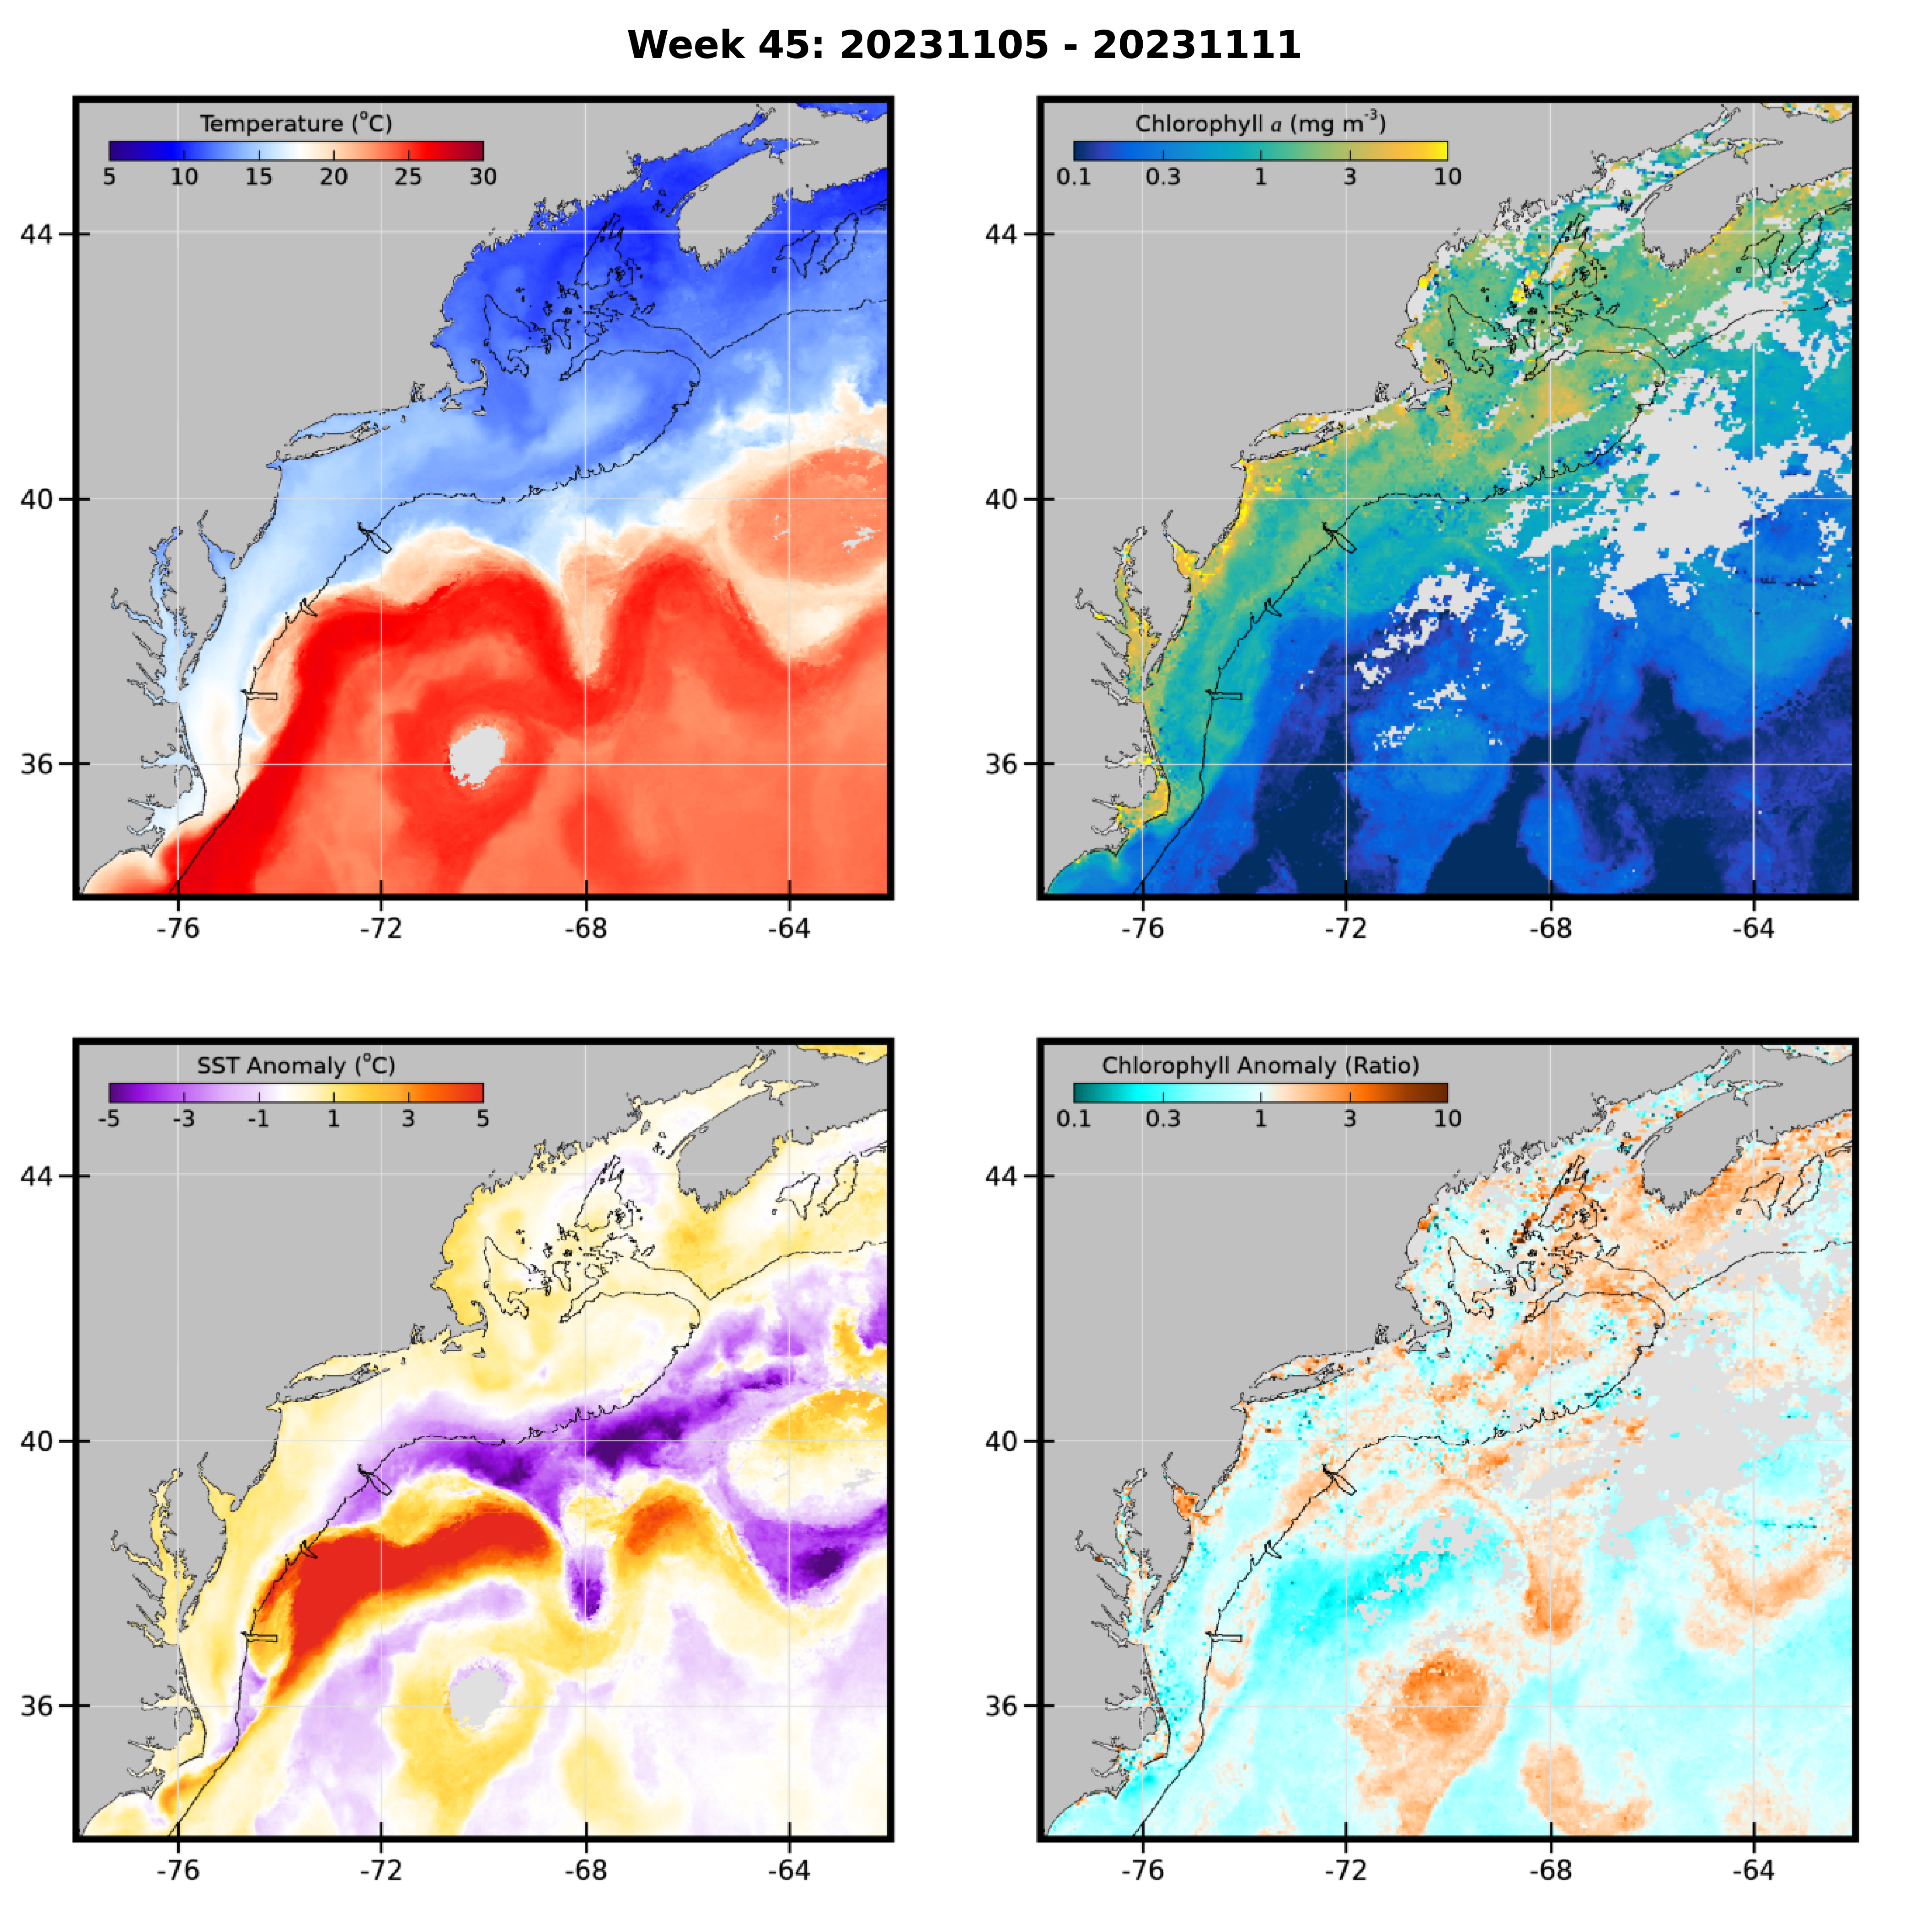 Week 45: 20231105 - 20231111
Temperature (°C)
5 10 15 20 25 30
44
40
36
-76 -72 -68 -64
Chlorophyll a (mg m⁻³)
0.1 0.3 1 3 10
44
40
36
-76 -72 -68 -64
SST Anomaly (°C)
-5 -3 -1 1 3 5
44
40
36
-76 -72 -68 -64
Chlorophyll Anomaly (Ratio)
0.1 0.3 1 3 10
44
40
36
-76 -72 -68 -64